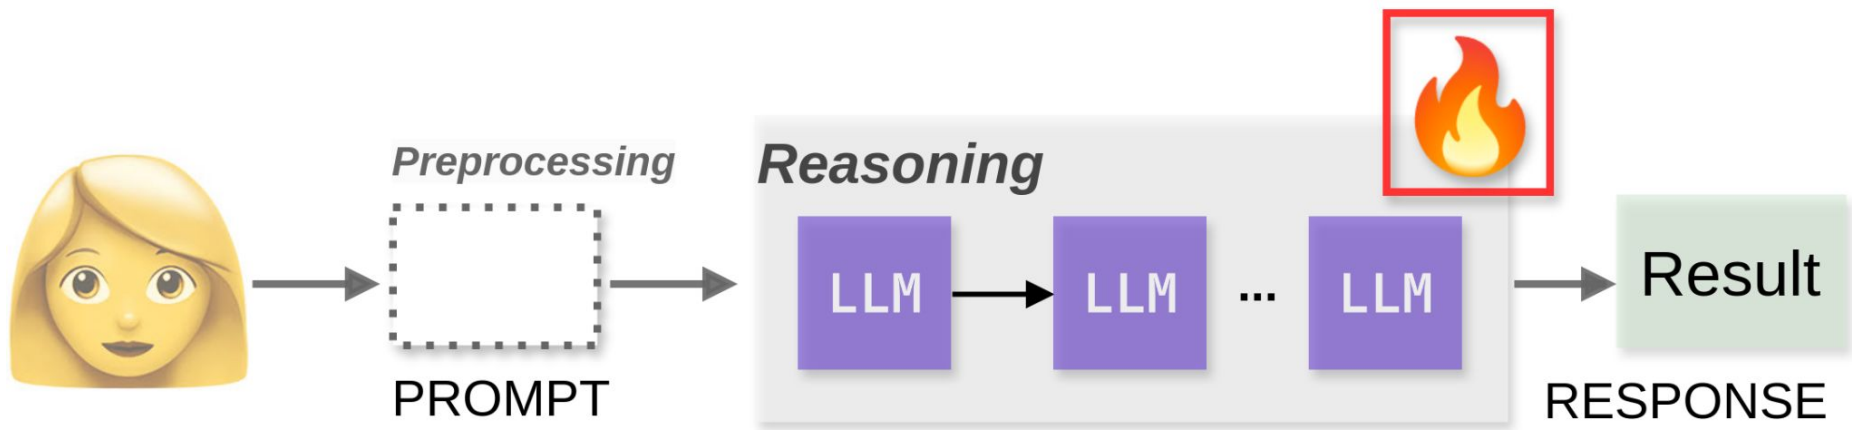 Preprocessing
PROMPT
Reasoning
LLM
LLM
...
LLM
Result
RESPONSE